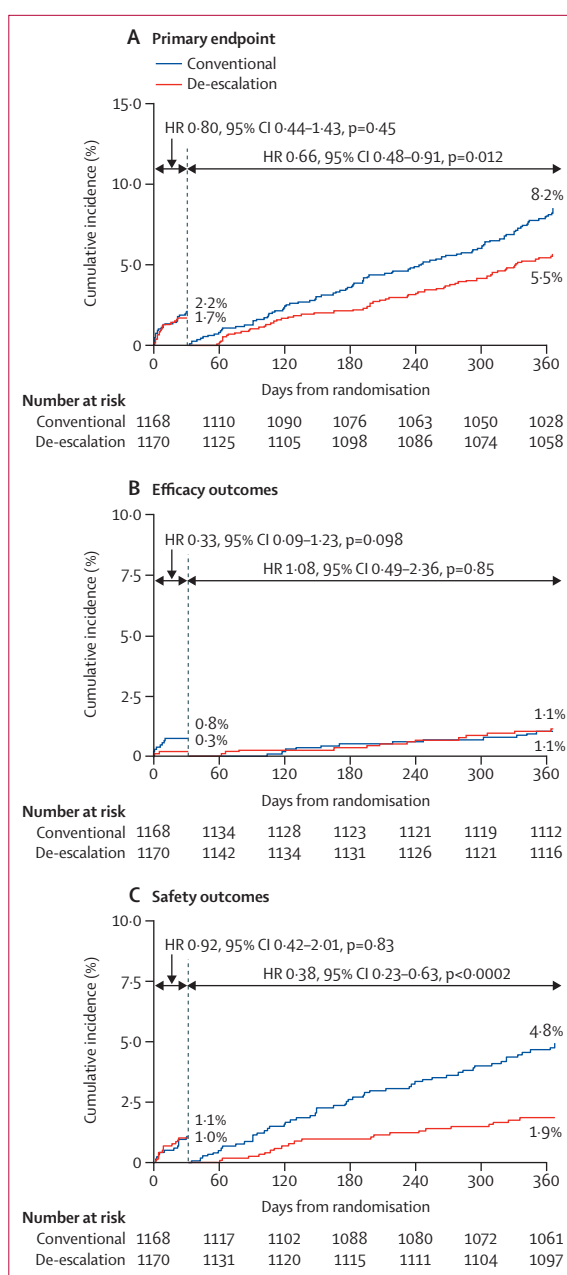 A Primary endpoint
Conventional
De-escalation
15·0
10·0
5·0
0
Cumulative incidence (%)
HR 0·80, 95% CI 0·44–1·43, p=0·45
HR 0·66, 95% CI 0·48–0·91, p=0·012
8·2%
5·5%
2·2%
1·7%
0 60 120 180 240 300 360
Days from randomisation
Number at risk
Conventional 1168 1110 1090 1076 1063 1050 1028
De-escalation 1170 1125 1105 1098 1086 1074 1058
B Efficacy outcomes
10·0
7·5
5·0
2·5
0
Cumulative incidence (%)
HR 0·33, 95% CI 0·09–1·23, p=0·098
HR 1·08, 95% CI 0·49–2·36, p=0·85
0·8%
0·3%
1·1%
1·1%
0 60 120 180 240 300 360
Days from randomisation
Number at risk
Conventional 1168 1134 1128 1123 1121 1119 1112
De-escalation 1170 1142 1134 1131 1126 1121 1116
C Safety outcomes
10·0
7·5
5·0
2·5
0
Cumulative incidence (%)
HR 0·92, 95% CI 0·42–2·01, p=0·83
HR 0·38, 95% CI 0·23–0·63, p<0·0002
4·8%
1·9%
1·1%
1·0%
0 60 120 180 240 300 360
Days from randomisation
Number at risk
Conventional 1168 1117 1102 1088 1080 1072 1061
De-escalation 1170 1131 1120 1115 1111 1104 1097